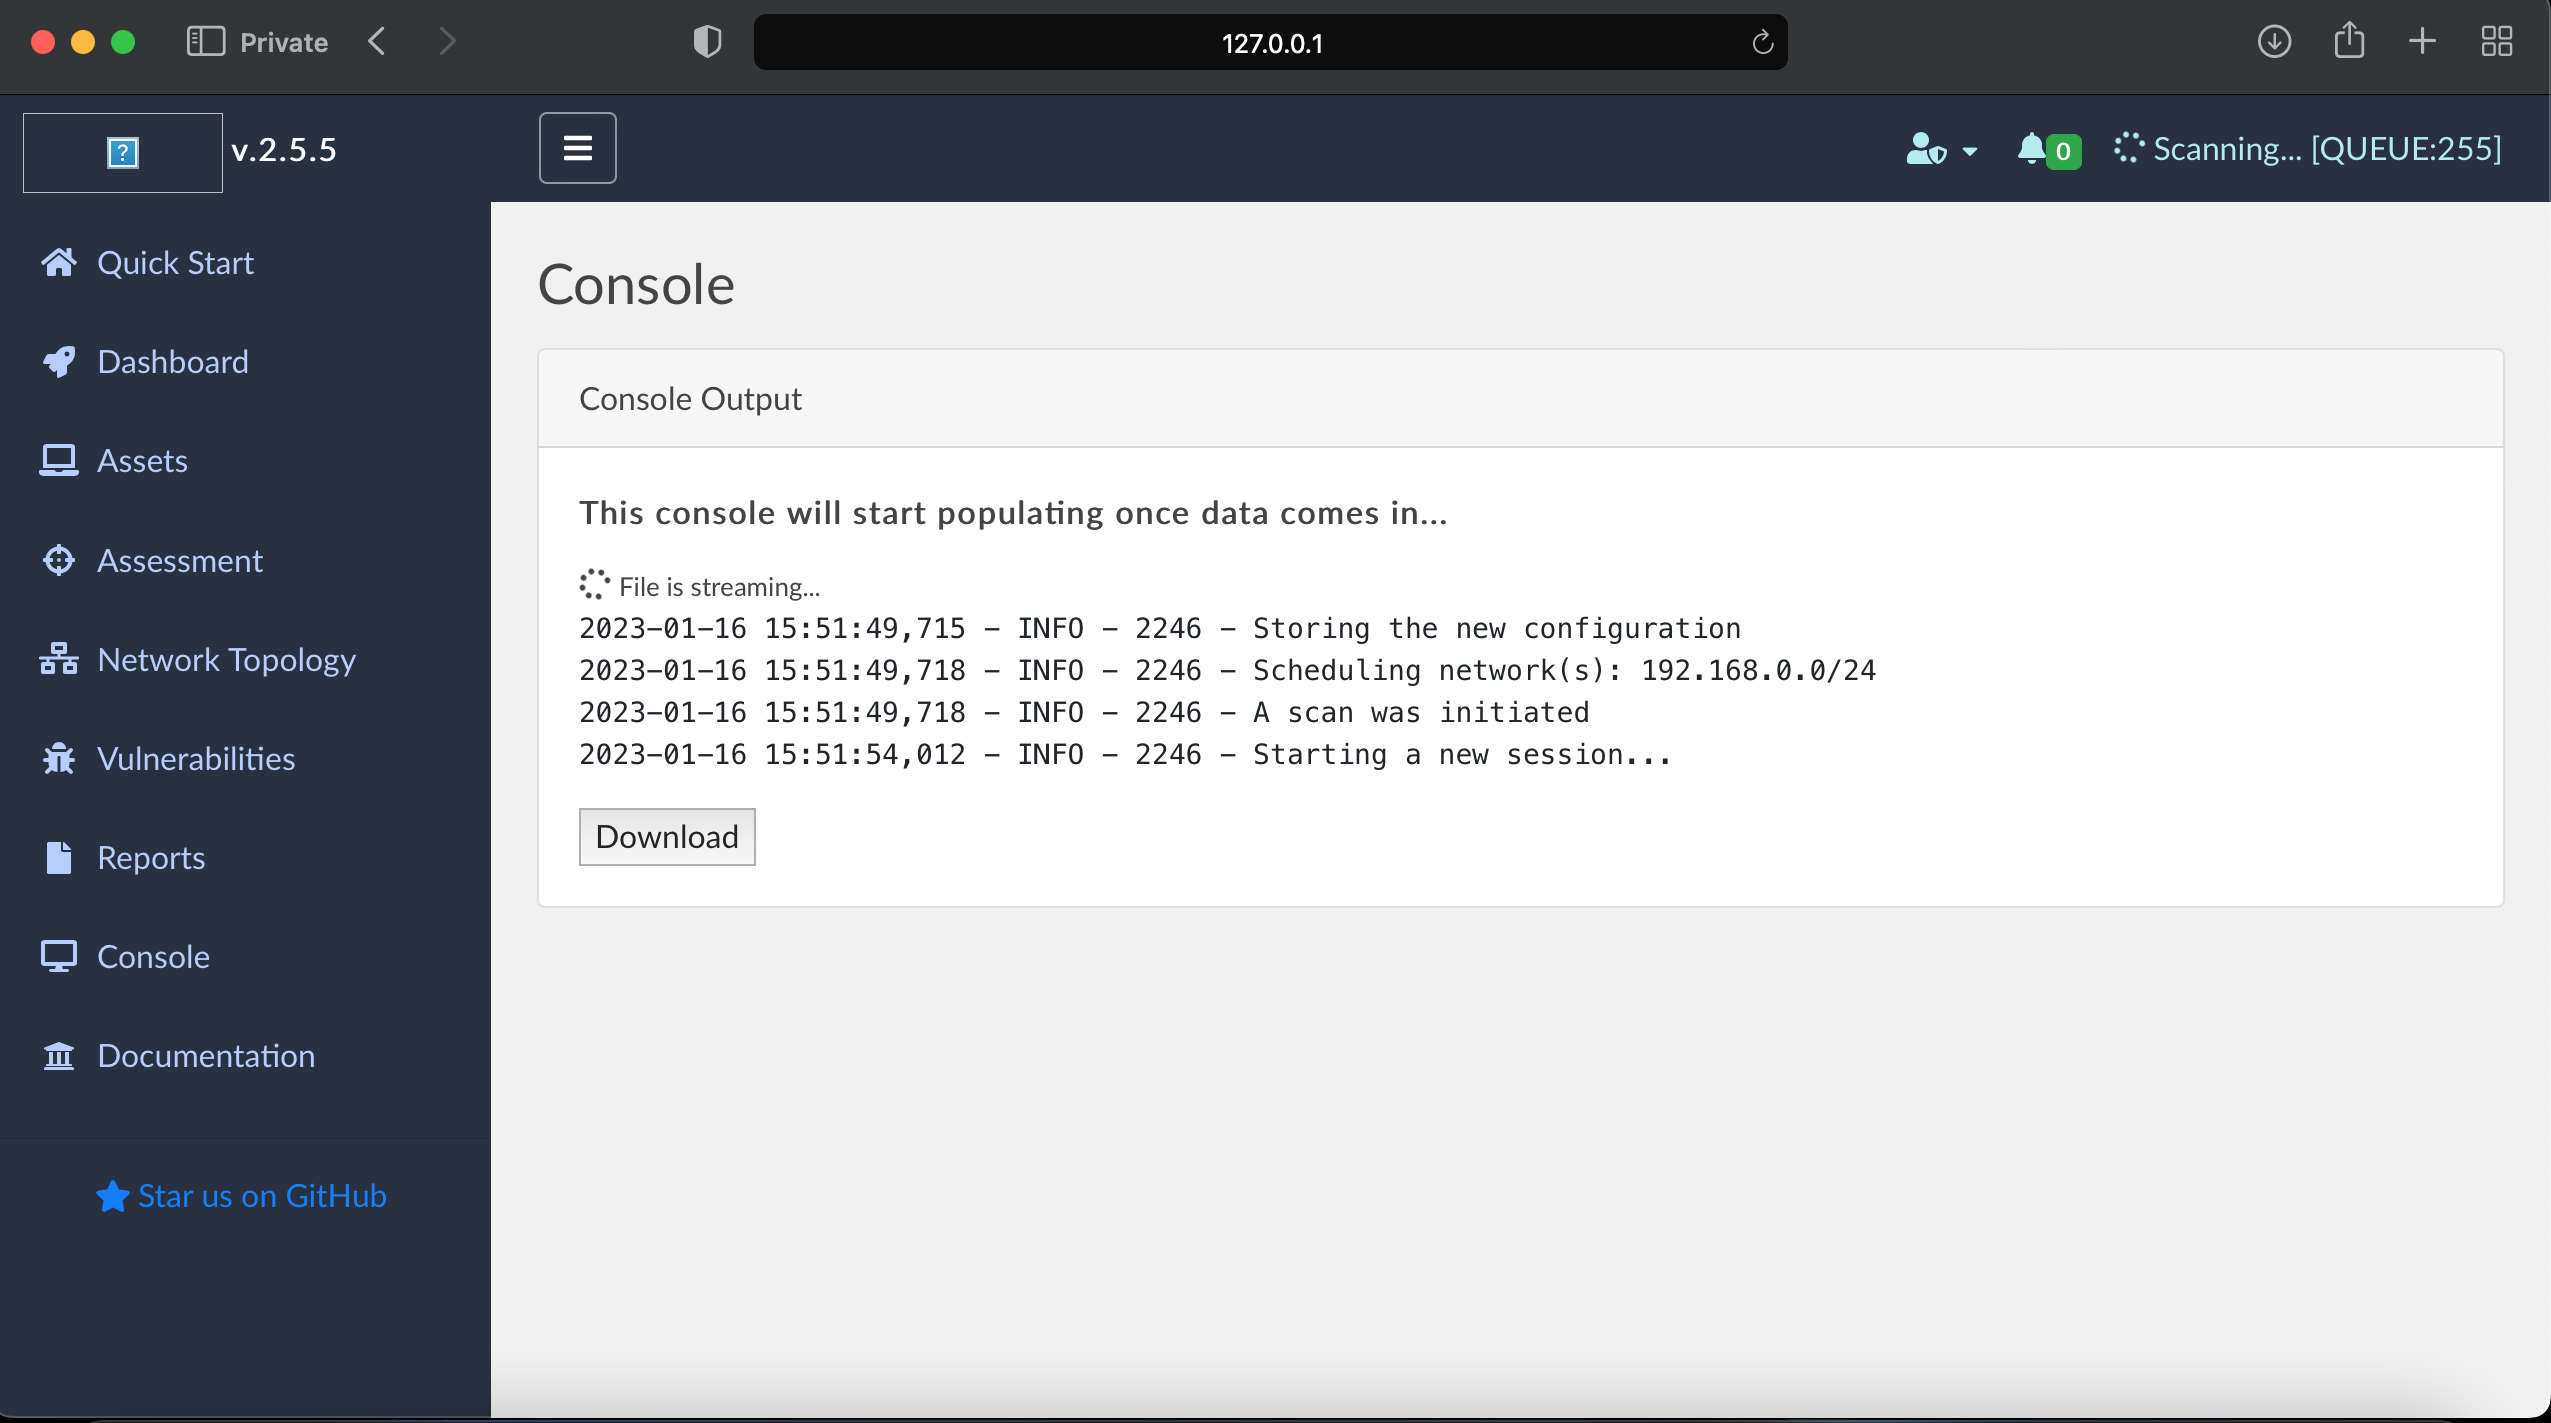 Private
127.0.0.1
? v.2.5.5
0 Scanning... [QUEUE:255]
Quick Start
Dashboard
Assets
Assessment
Network Topology
Vulnerabilities
Reports
Console
Documentation
Star us on GitHub
Console
Console Output
This console will start populating once data comes in...
File is streaming...
2023-01-16 15:51:49,715 - INFO - 2246 - Storing the new configuration
2023-01-16 15:51:49,718 - INFO - 2246 - Scheduling network(s): 192.168.0.0/24
2023-01-16 15:51:49,718 - INFO - 2246 - A scan was initiated
2023-01-16 15:51:54,012 - INFO - 2246 - Starting a new session...
Download